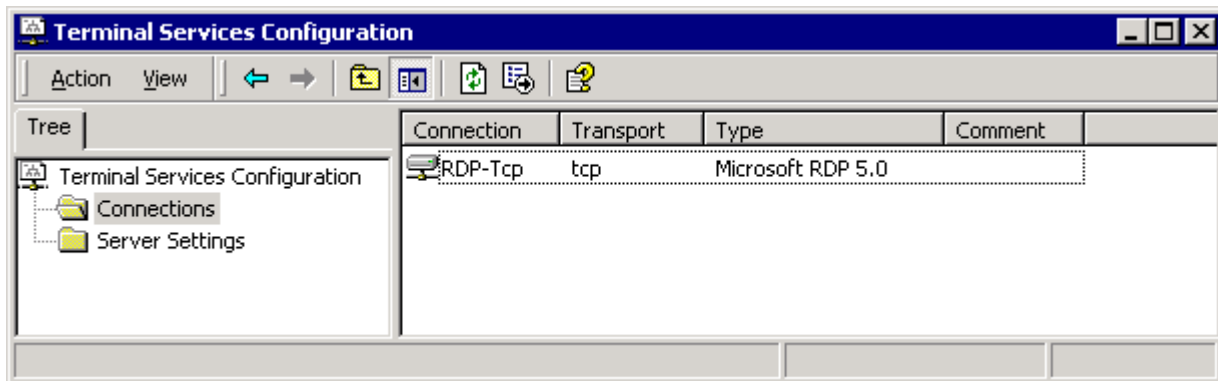 Terminal Services Configuration
Action View
Tree
Connection Transport Type Comment
Terminal Services Configuration
RDP-Tcp tcp Microsoft RDP 5.0
Connections
Server Settings